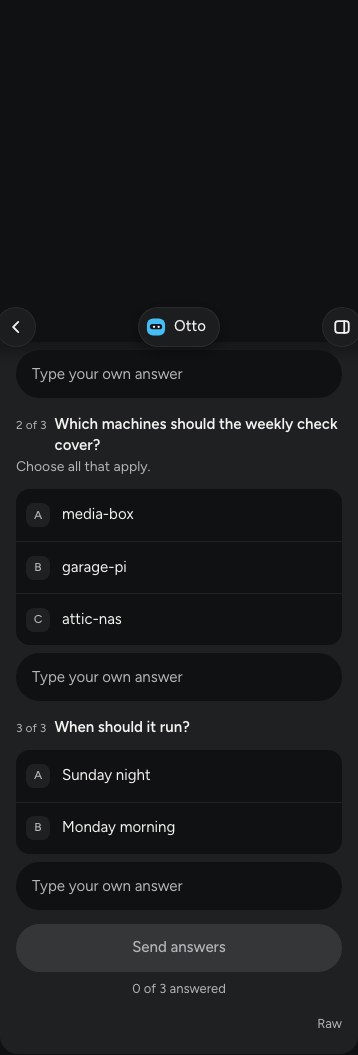 Otto
Type your own answer
2 of 3 Which machines should the weekly check
cover?
Choose all that apply.
A media-box
B garage-pi
C attic-nas
Type your own answer
3 of 3 When should it run?
A Sunday night
B Monday morning
Type your own answer
Send answers
0 of 3 answered
Raw